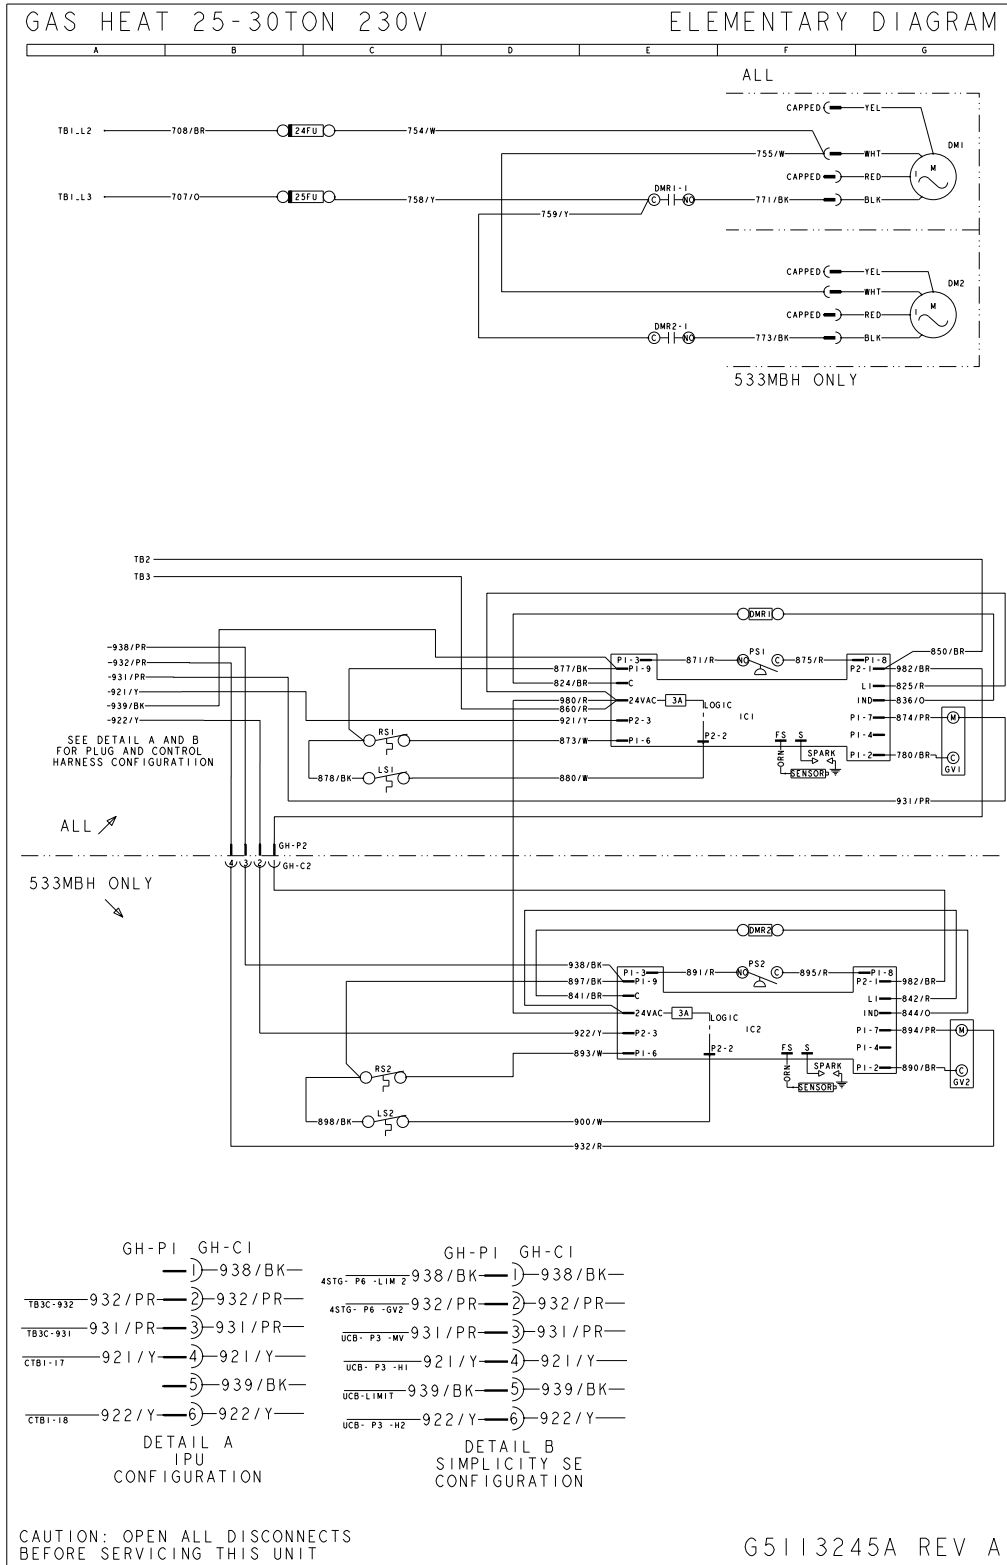 GAS HEAT 25-30TON 230V ELEMENTARY DIAGRAM
A B C D E F G
ALL
CAPPED YEL
TB1_L2 708/BR 24FU 754/W
755/W WHT DM1
M
CAPPED RED 1
TB1_L3 707/O 25FU 758/Y DMR1-1 C NO 771/BK BLK
759/Y
CAPPED YEL
WHT DM2
M
CAPPED RED 1
DMR2-1
C NO 773/BK BLK
533MBH ONLY
TB2
TB3
DMR1
-938/PR
-932/PR
-931/PR
-921/Y
-939/BK
-922/Y
SEE DETAIL A AND B
FOR PLUG AND CONTROL
HARNESS CONFIGURATIION
850/BR
P1-3 871/R NO PS1 C 875/R P1-8
877/BK P1-9 P2-1 982/BR
824/BR C L1 825/R
980/R 24VAC 3A LOGIC IND 836/O
860/R
921/Y P2-3 IC1 P1-7 874/PR M
RS1 873/W P1-6 P2-2 FS S P1-4
ORN SPARK P1-2 780/BR C
GV1
SENSOR
LS1
878/BK 880/W
931/PR
ALL
GH-P2
4 3 2 1 GH-C2
533MBH ONLY
DMR2
938/BK P1-3 891/R NO PS2 C 895/R P1-8
897/BK P1-9 P2-1 982/BR
841/BR C L1 842/R
24VAC 3A LOGIC IND 844/O
922/Y P2-3 IC2 P1-7 894/PR M
893/W P1-6 P2-2 FS S P1-4
RS2 ORN SPARK P1-2 890/BR C
GV2
SENSOR
LS2
898/BK 900/W
932/R
GH-P1 GH-C1
1 938/BK
TB3C-932 932/PR 2 932/PR
TB3C-931 931/PR 3 931/PR
CTB1-17 921/Y 4 921/Y
5 939/BK
CTB1-18 922/Y 6 922/Y
DETAIL A
IPU
CONFIGURATION
GH-P1 GH-C1
4STG- P6 -LIM 2 938/BK 1 938/BK
4STG- P6 -GV2 932/PR 2 932/PR
UCB- P3 -MV 931/PR 3 931/PR
UCB- P3 -H1 921/Y 4 921/Y
UCB-LIMIT 939/BK 5 939/BK
UCB- P3 -H2 922/Y 6 922/Y
DETAIL B
SIMPLICITY SE
CONFIGURATION
CAUTION: OPEN ALL DISCONNECTS
BEFORE SERVICING THIS UNIT
G5113245A REV A